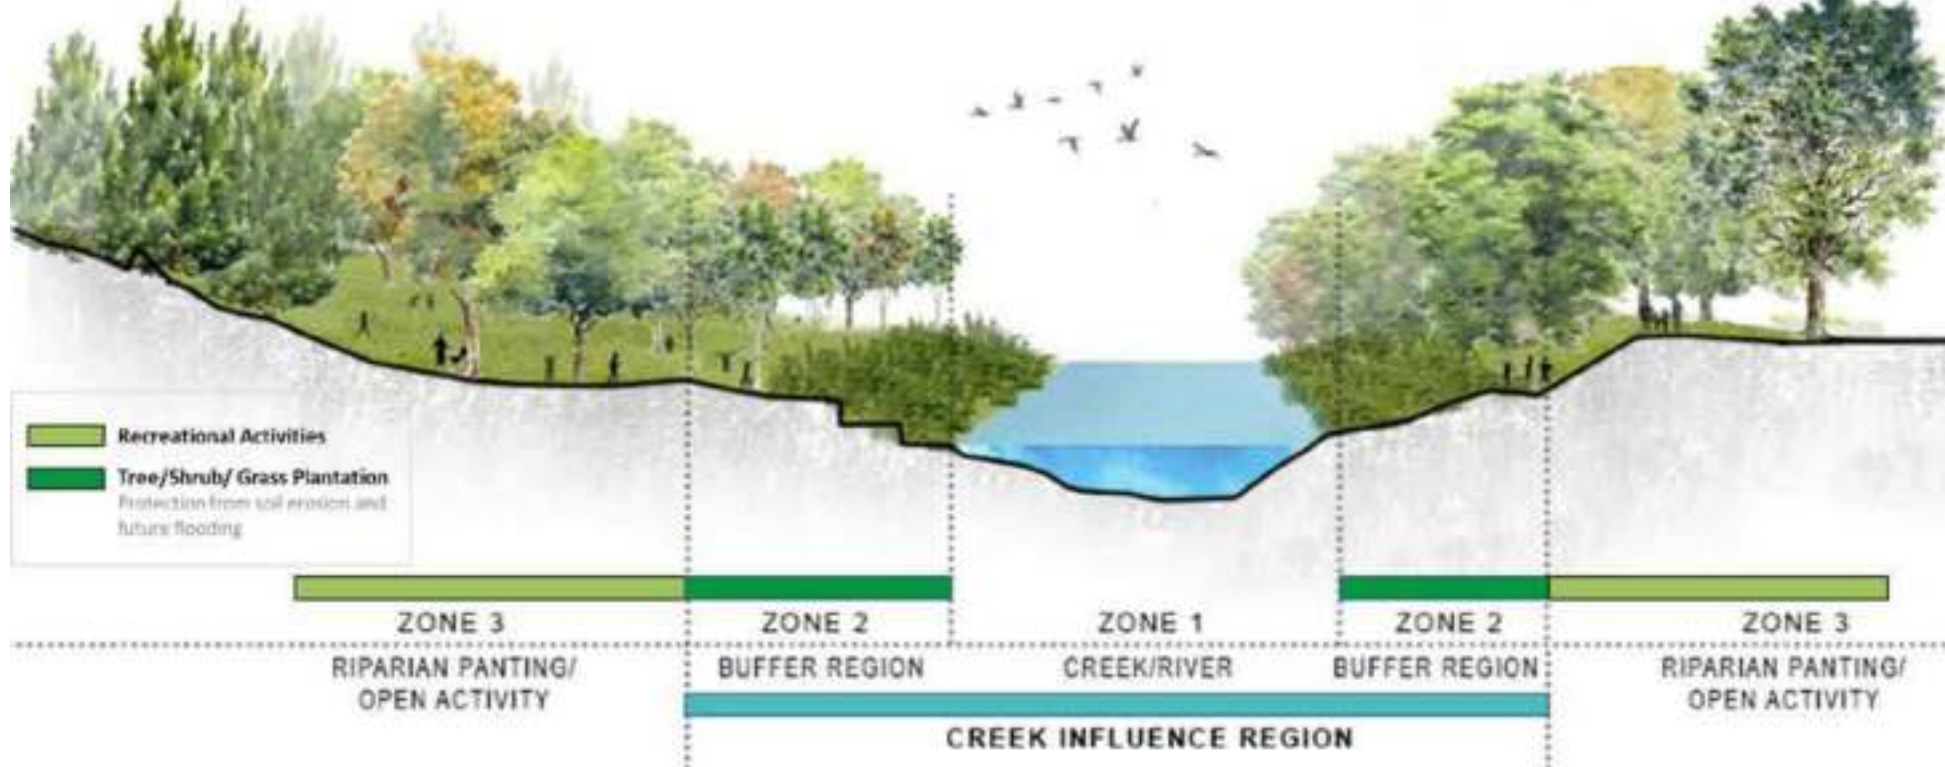 Recreational Activities
Tree/Shrub/ Grass Plantation
Protection from soil erosion and
future flooding
ZONE 3
ZONE 2
ZONE 1
ZONE 2
ZONE 3
RIPARIAN PANTING/
OPEN ACTIVITY
BUFFER REGION
CREEK/RIVER
BUFFER REGION
RIPARIAN PANTING/
OPEN ACTIVITY
CREEK INFLUENCE REGION